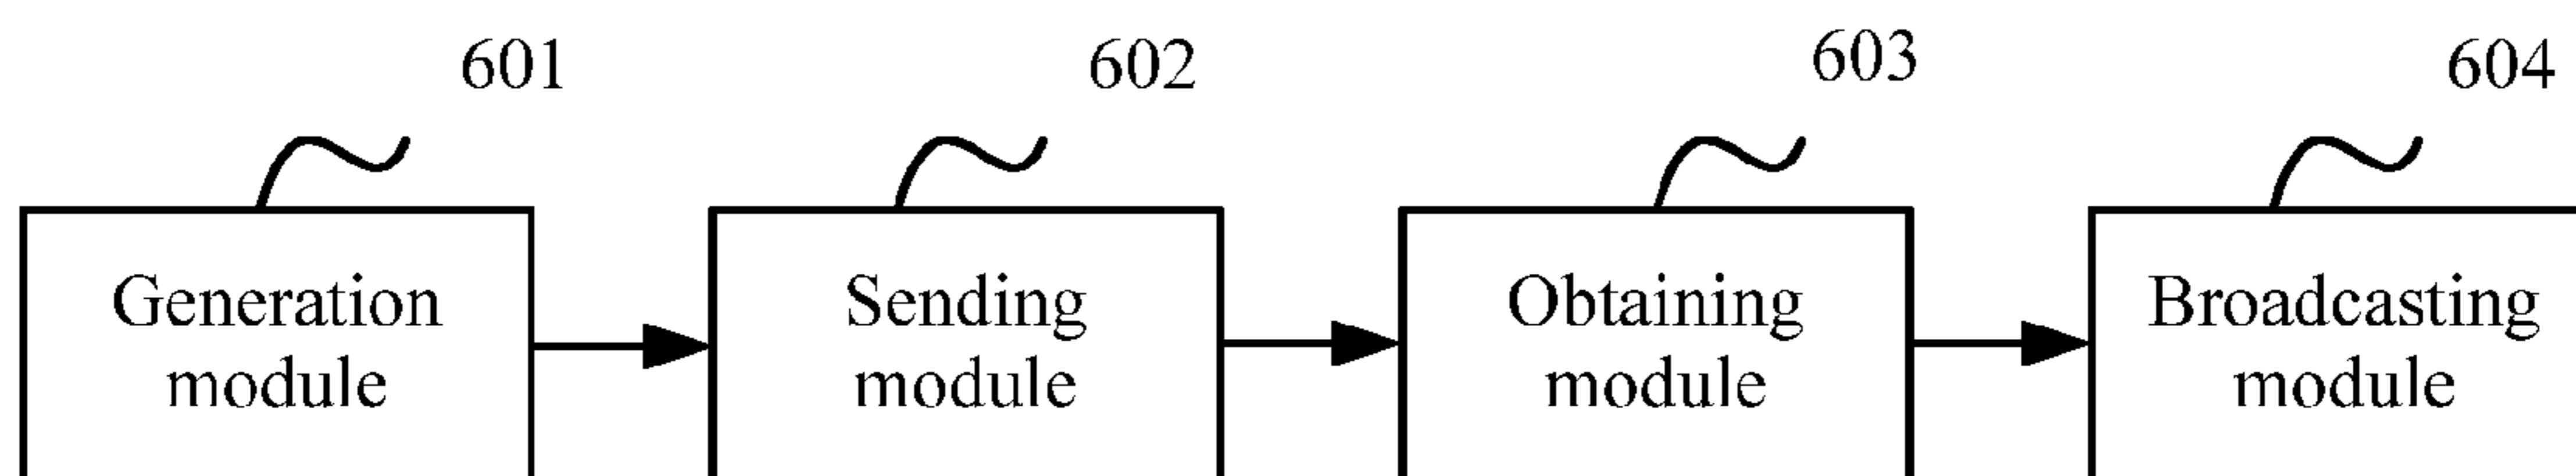 601
602
603
604
Generation
module
Sending
module
Obtaining
module
Broadcasting
module